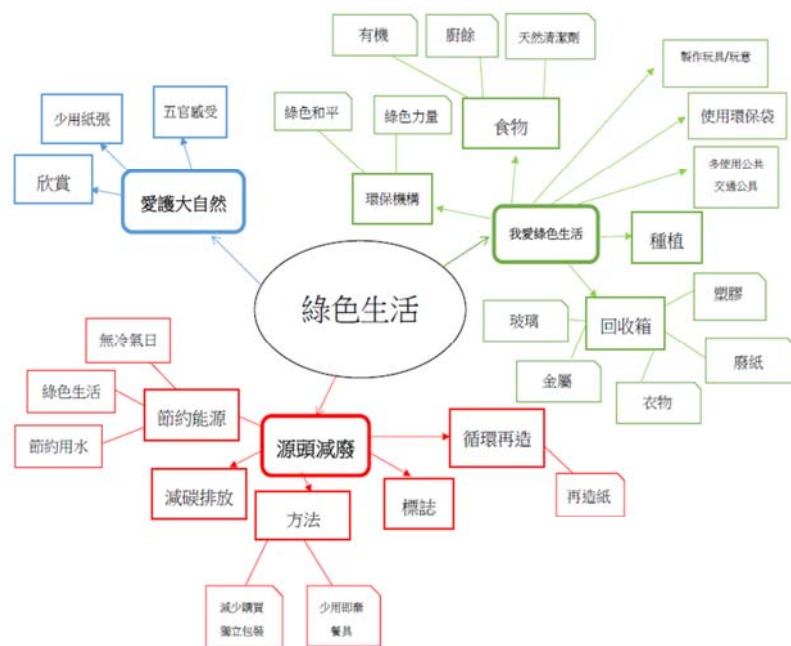 有機
廚餘
天然清潔劑
製作玩具/玩意
五官感受
少用紙張
綠色和平
綠色力量
食物
使用環保袋
欣賞
愛護大自然
環保機構
多使用公共
交通公具
我愛綠色生活
種植
綠色生活
塑膠
玻璃
回收箱
無冷氣日
廢紙
金屬
綠色生活
節約能源
衣物
循環再造
節約用水
源頭減廢
減碳排放
標誌
再造紙
方法
減少購買
獨立包裝
少用即棄
餐具